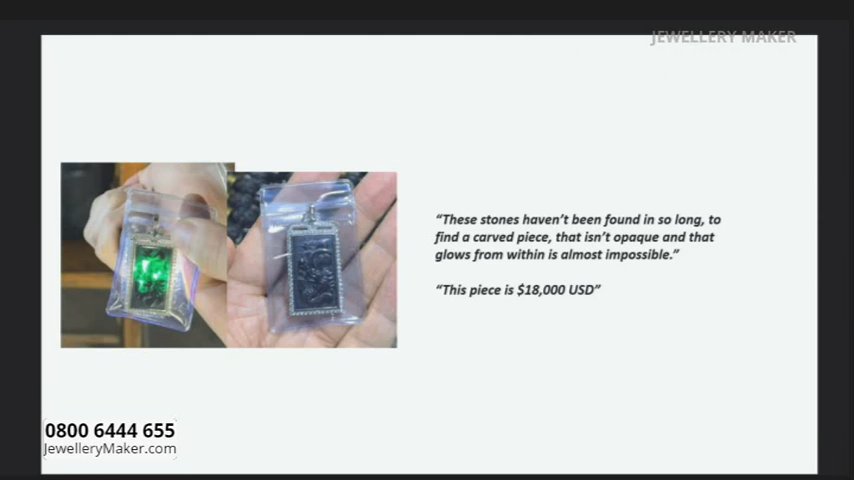 JEWELLERY MAKER
“These stones haven’t been found in so long, to
find a carved piece, that isn’t opaque and that
glows from within is almost impossible.”
“This piece is $18,000 USD”
0800 6444 655
JewelleryMaker.com